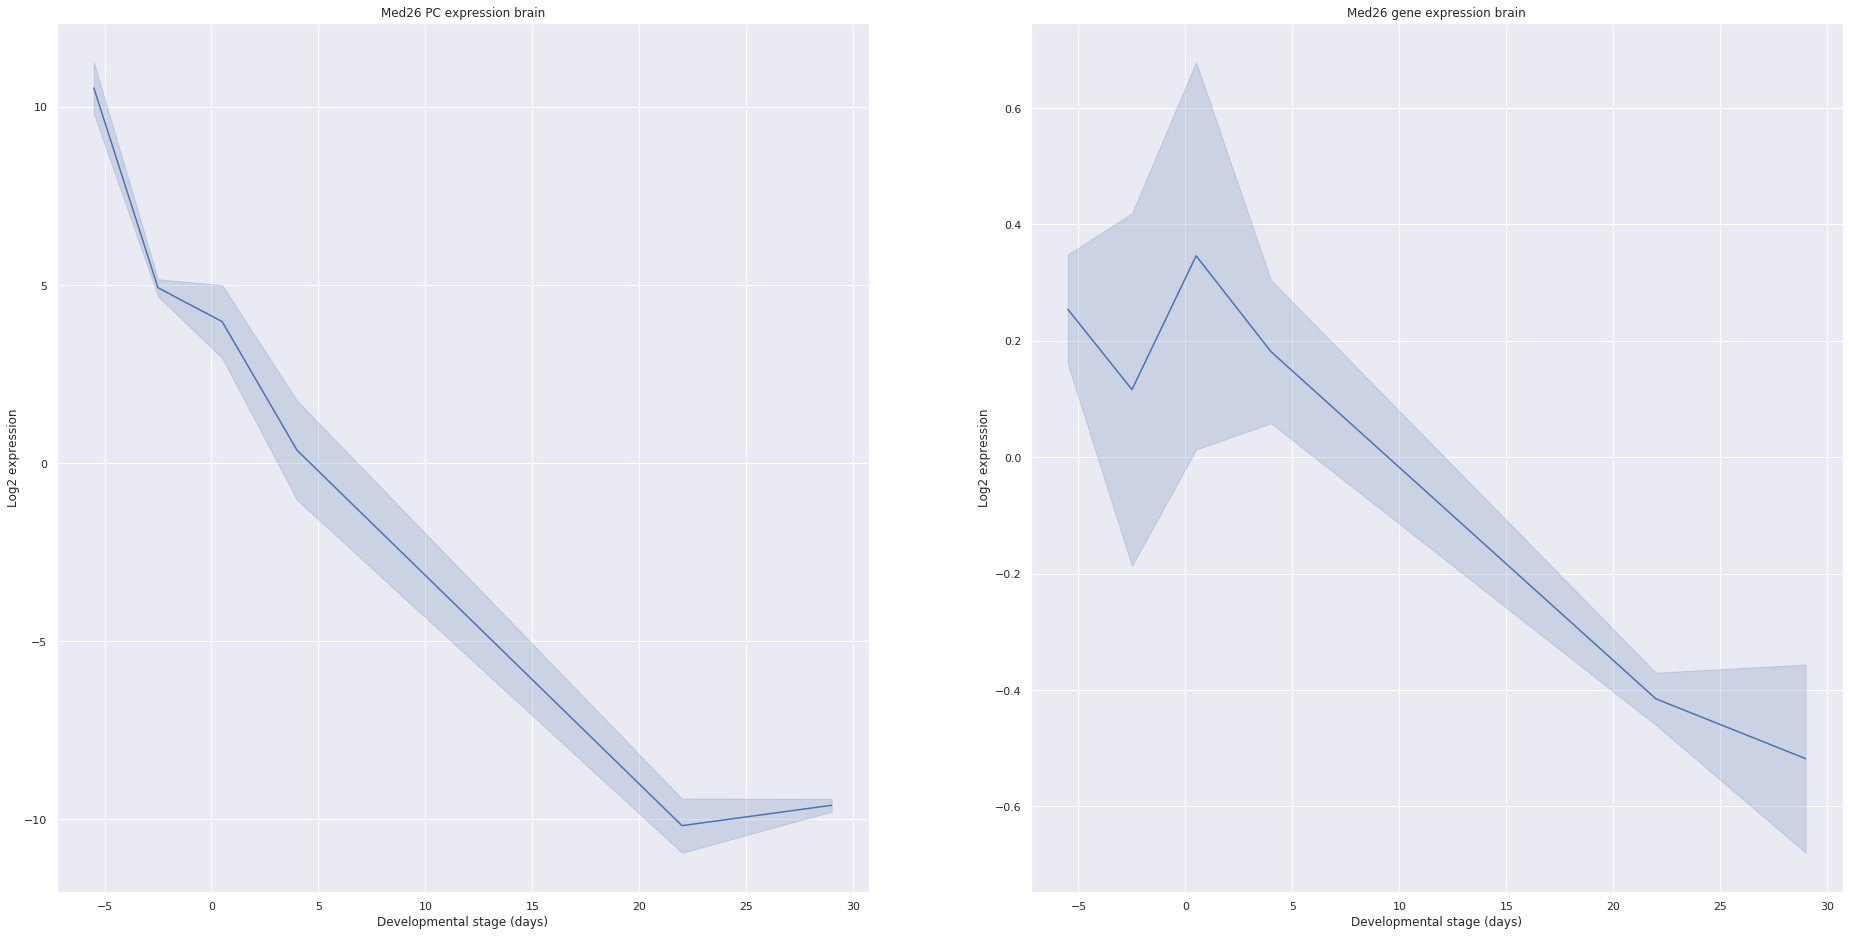 Med26 PC expression brain
10
5
0
−5
−10
Log2 expression
−5 0 5 10 15 20 25 30
Developmental stage (days)
Med26 gene expression brain
0.6
0.4
0.2
0.0
−0.2
−0.4
−0.6
Log2 expression
−5 0 5 10 15 20 25 30
Developmental stage (days)